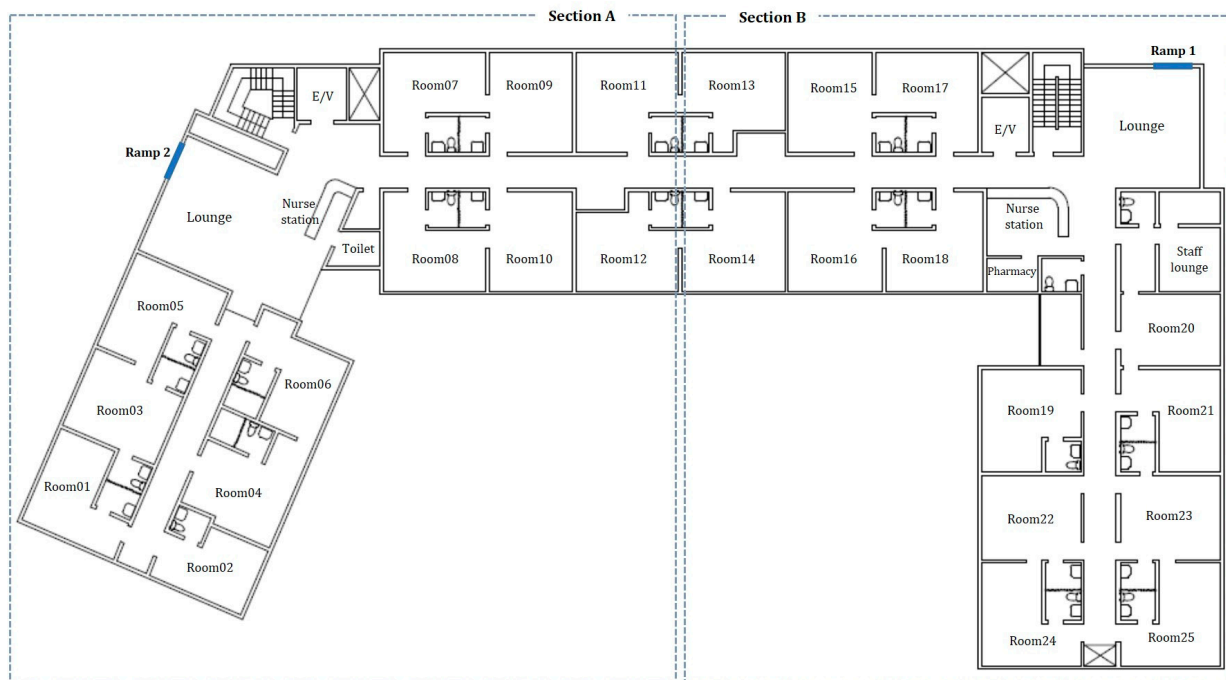 Section A
Section B
Ramp 1
Room07
Room09
Room11
Room13
Room15
Room17
E/V
E/V
Lounge
Ramp 2
Lounge
Nurse
station
Toilet
Room08
Room10
Room12
Room14
Room16
Room18
Nurse
station
Pharmacy
Staff
lounge
Room05
Room06
Room03
Room01
Room04
Room02
Room20
Room19
Room21
Room22
Room23
Room24
Room25